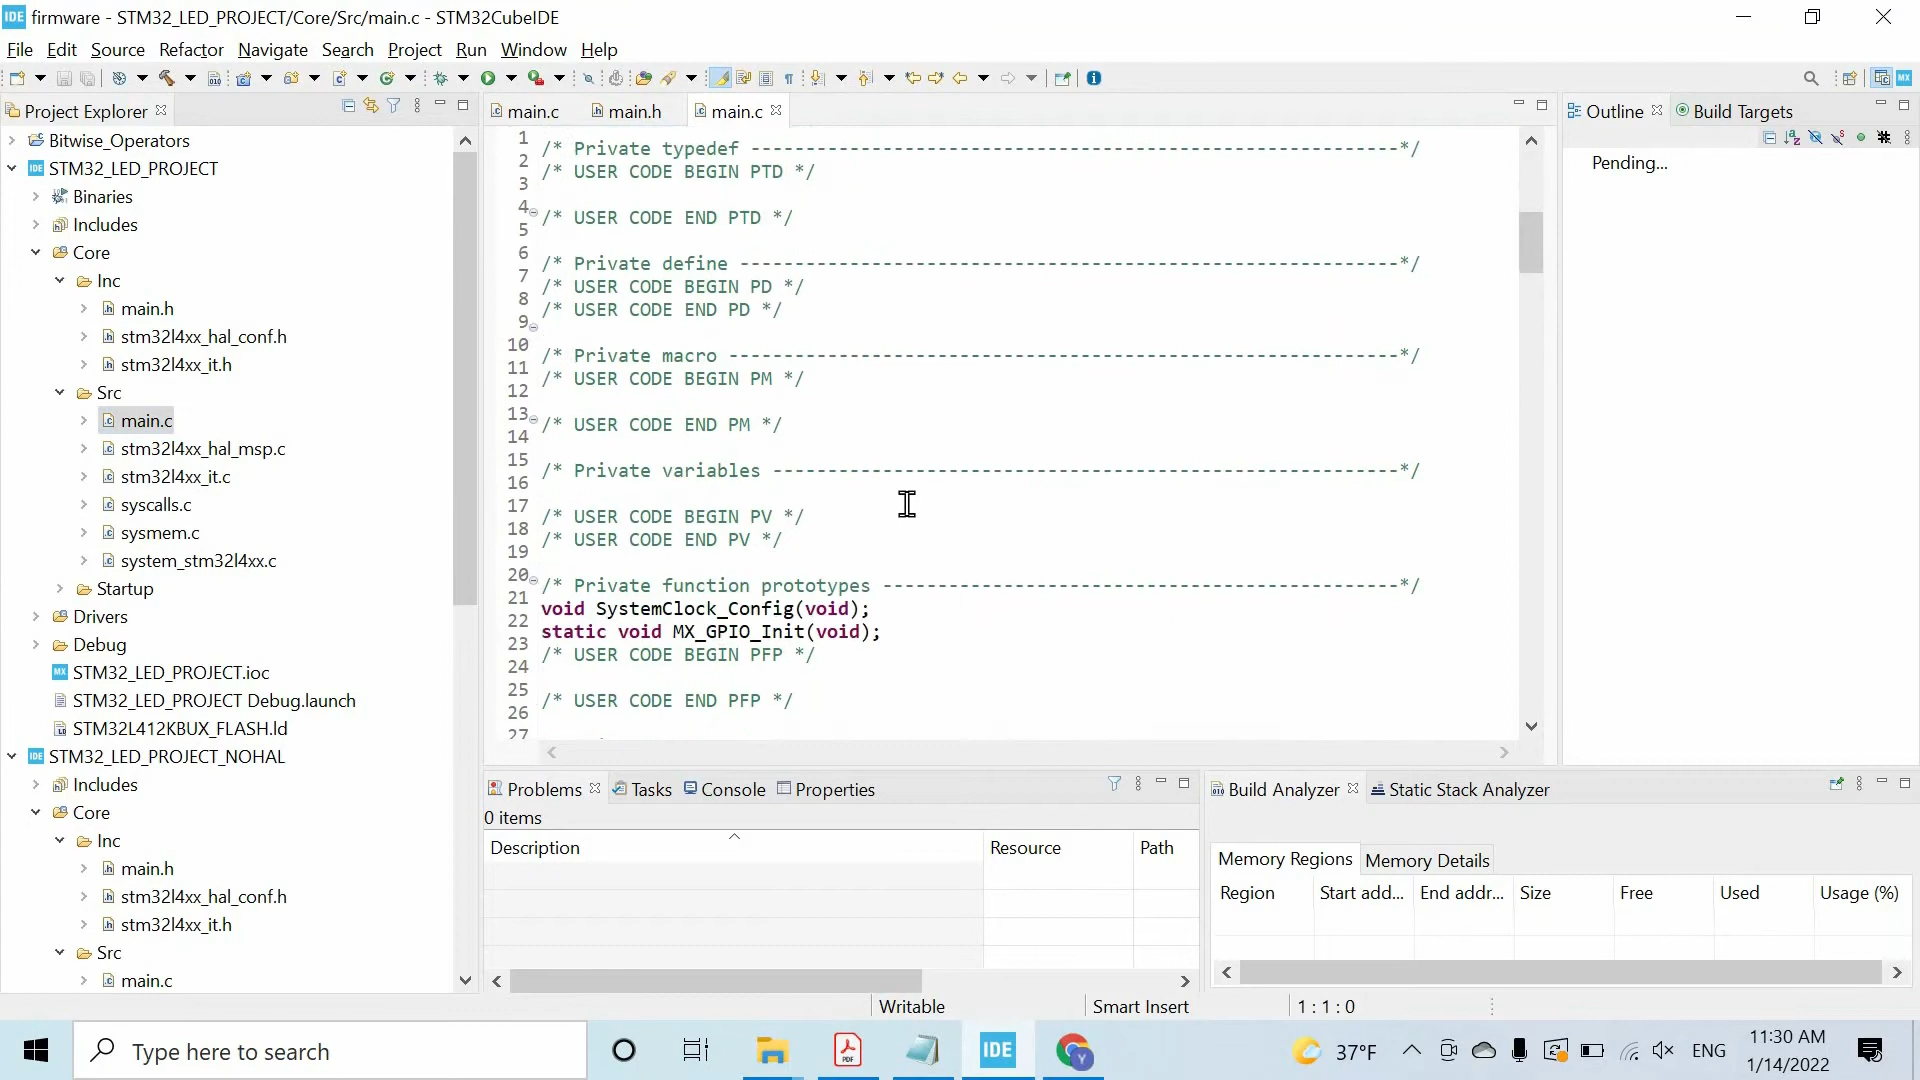 IDE firmware - STM32_LED_PROJECT/Core/Src/main.c - STM32CubeIDE
File Edit Source Refactor Navigate Search Project Run Window Help
MX
Project Explorer
Bitwise_Operators
IDE STM32_LED_PROJECT
Binaries
Includes
Core
Inc
main.h
stm32l4xx_hal_conf.h
stm32l4xx_it.h
Src
main.c
stm32l4xx_hal_msp.c
stm32l4xx_it.c
syscalls.c
sysmem.c
system_stm32l4xx.c
Startup
Drivers
Debug
MX STM32_LED_PROJECT.ioc
STM32_LED_PROJECT Debug.launch
STM32L412KBUX_FLASH.ld
IDE STM32_LED_PROJECT_NOHAL
Includes
Core
Inc
main.h
stm32l4xx_hal_conf.h
stm32l4xx_it.h
Src
main.c
main.c main.h main.c
1 /* Private typedef -----------------------------------------------------------*/
2 /* USER CODE BEGIN PTD */
3
4 /* USER CODE END PTD */
5
6 /* Private define ------------------------------------------------------------*/
7 /* USER CODE BEGIN PD */
8 /* USER CODE END PD */
9
10 /* Private macro -------------------------------------------------------------*/
11 /* USER CODE BEGIN PM */
12
13 /* USER CODE END PM */
14
15 /* Private variables ---------------------------------------------------------*/
16
17 /* USER CODE BEGIN PV */
18 /* USER CODE END PV */
19
20 /* Private function prototypes -----------------------------------------------*/
21 void SystemClock_Config(void);
22 static void MX_GPIO_Init(void);
23 /* USER CODE BEGIN PFP */
24
25 /* USER CODE END PFP */
26
27
Outline Build Targets
Pending...
Problems Tasks Console Properties
0 items
Description Resource Path
Build Analyzer Static Stack Analyzer
Memory Regions Memory Details
Region Start add... End addr... Size Free Used Usage (%)
Writable Smart Insert 1 : 1 : 0
Type here to search
PDF
IDE
Y
37°F
ENG
11:30 AM
1/14/2022